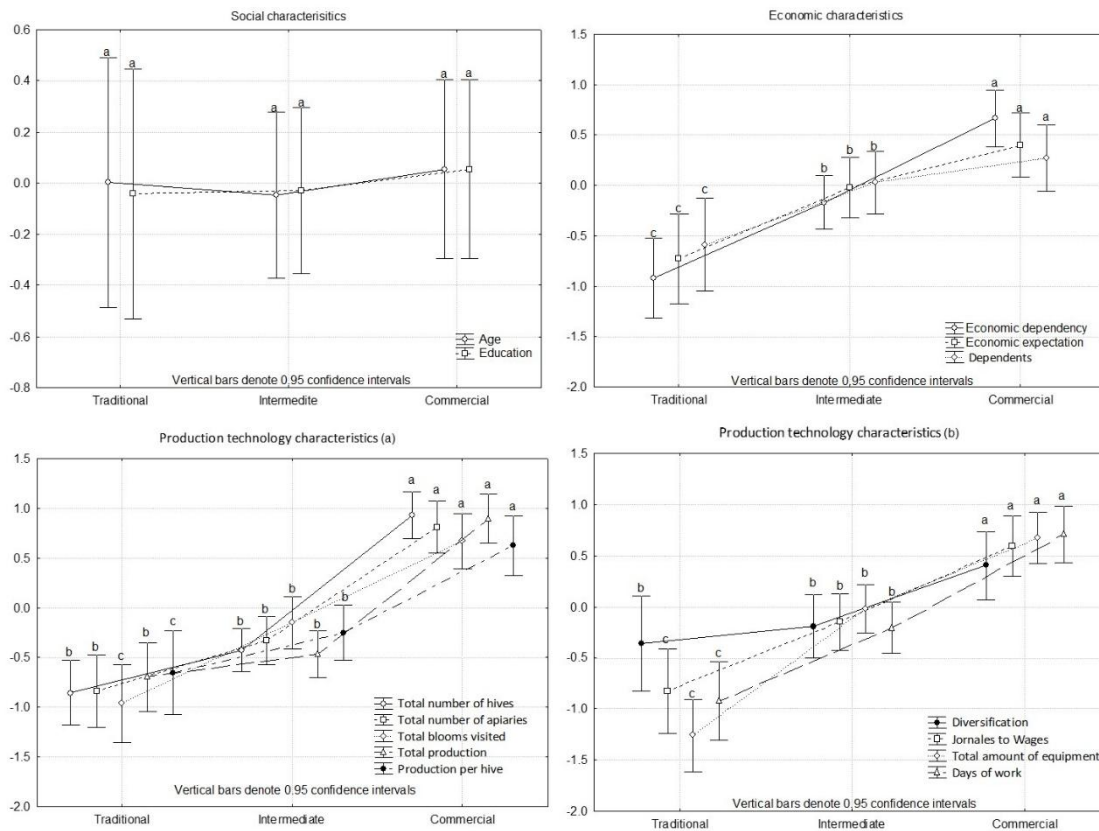 Social charactersitics
0.6
0.4
0.2
0.0
-0.2
-0.4
-0.6
-0.8
a
a
a
a
a
a
Age
Education
Vertical bars denote 0,95 confidence intervals
Traditional
Intermedite
Commercial
Economic characteristics
1.5
1.0
0.5
0.0
-0.5
-1.0
-1.5
-2.0
c
c
c
b
b
b
a
a
a
Economic dependency
Economic expectation
Dependents
Vertical bars denote 0,95 confidence intervals
Traditional
Intermediate
Commercial
Production technology characteristics (a)
1.5
1.0
0.5
0.0
-0.5
-1.0
-1.5
-2.0
b
b
c
b
c
b
b
b
b
b
a
a
a
a
a
Total number of hives
Total number of apiaries
Total blooms visited
Total production
Production per hive
Vertical bars denote 0,95 confidence intervals
Traditional
Intermediate
Commercial
Production technology characteristics (b)
1.5
1.0
0.5
0.0
-0.5
-1.0
-1.5
-2.0
b
c
c
c
b
b
b
b
a
a
a
a
Diversification
Jornales to Wages
Total amount of equipment
Days of work
Vertical bars denote 0,95 confidence intervals
Traditional
Intermediate
Commercial